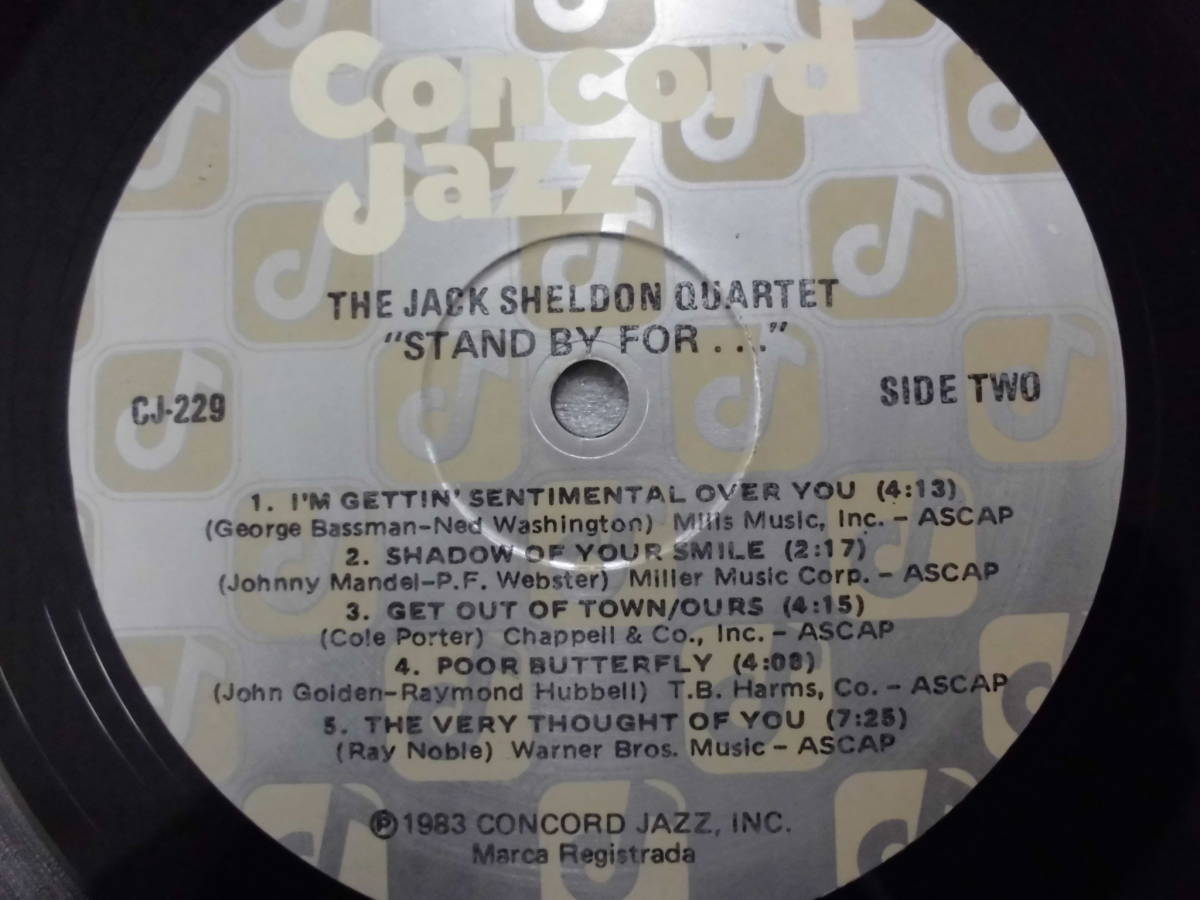 Concord
Jazz
THE JACK SHELDON QUARTET
"STAND BY FOR..."
CJ-229
SIDE TWO
1. I'M GETTIN' SENTIMENTAL OVER YOU (4:13)
(George Bassman-Ned Washington) Mills Music, Inc. - ASCAP
2. SHADOW OF YOUR SMILE (2:17)
(Johnny Mandel-P.F. Webster) Miller Music Corp. - ASCAP
3. GET OUT OF TOWN/OURS (4:15)
(Cole Porter) Chappell & Co., Inc. - ASCAP
4. POOR BUTTERFLY (4:08)
(John Golden-Raymond Hubbell) T.B. Harms, Co. - ASCAP
5. THE VERY THOUGHT OF YOU (7:25)
(Ray Noble) Warner Bros. Music - ASCAP
℗1983 CONCORD JAZZ, INC.
Marca Registrada